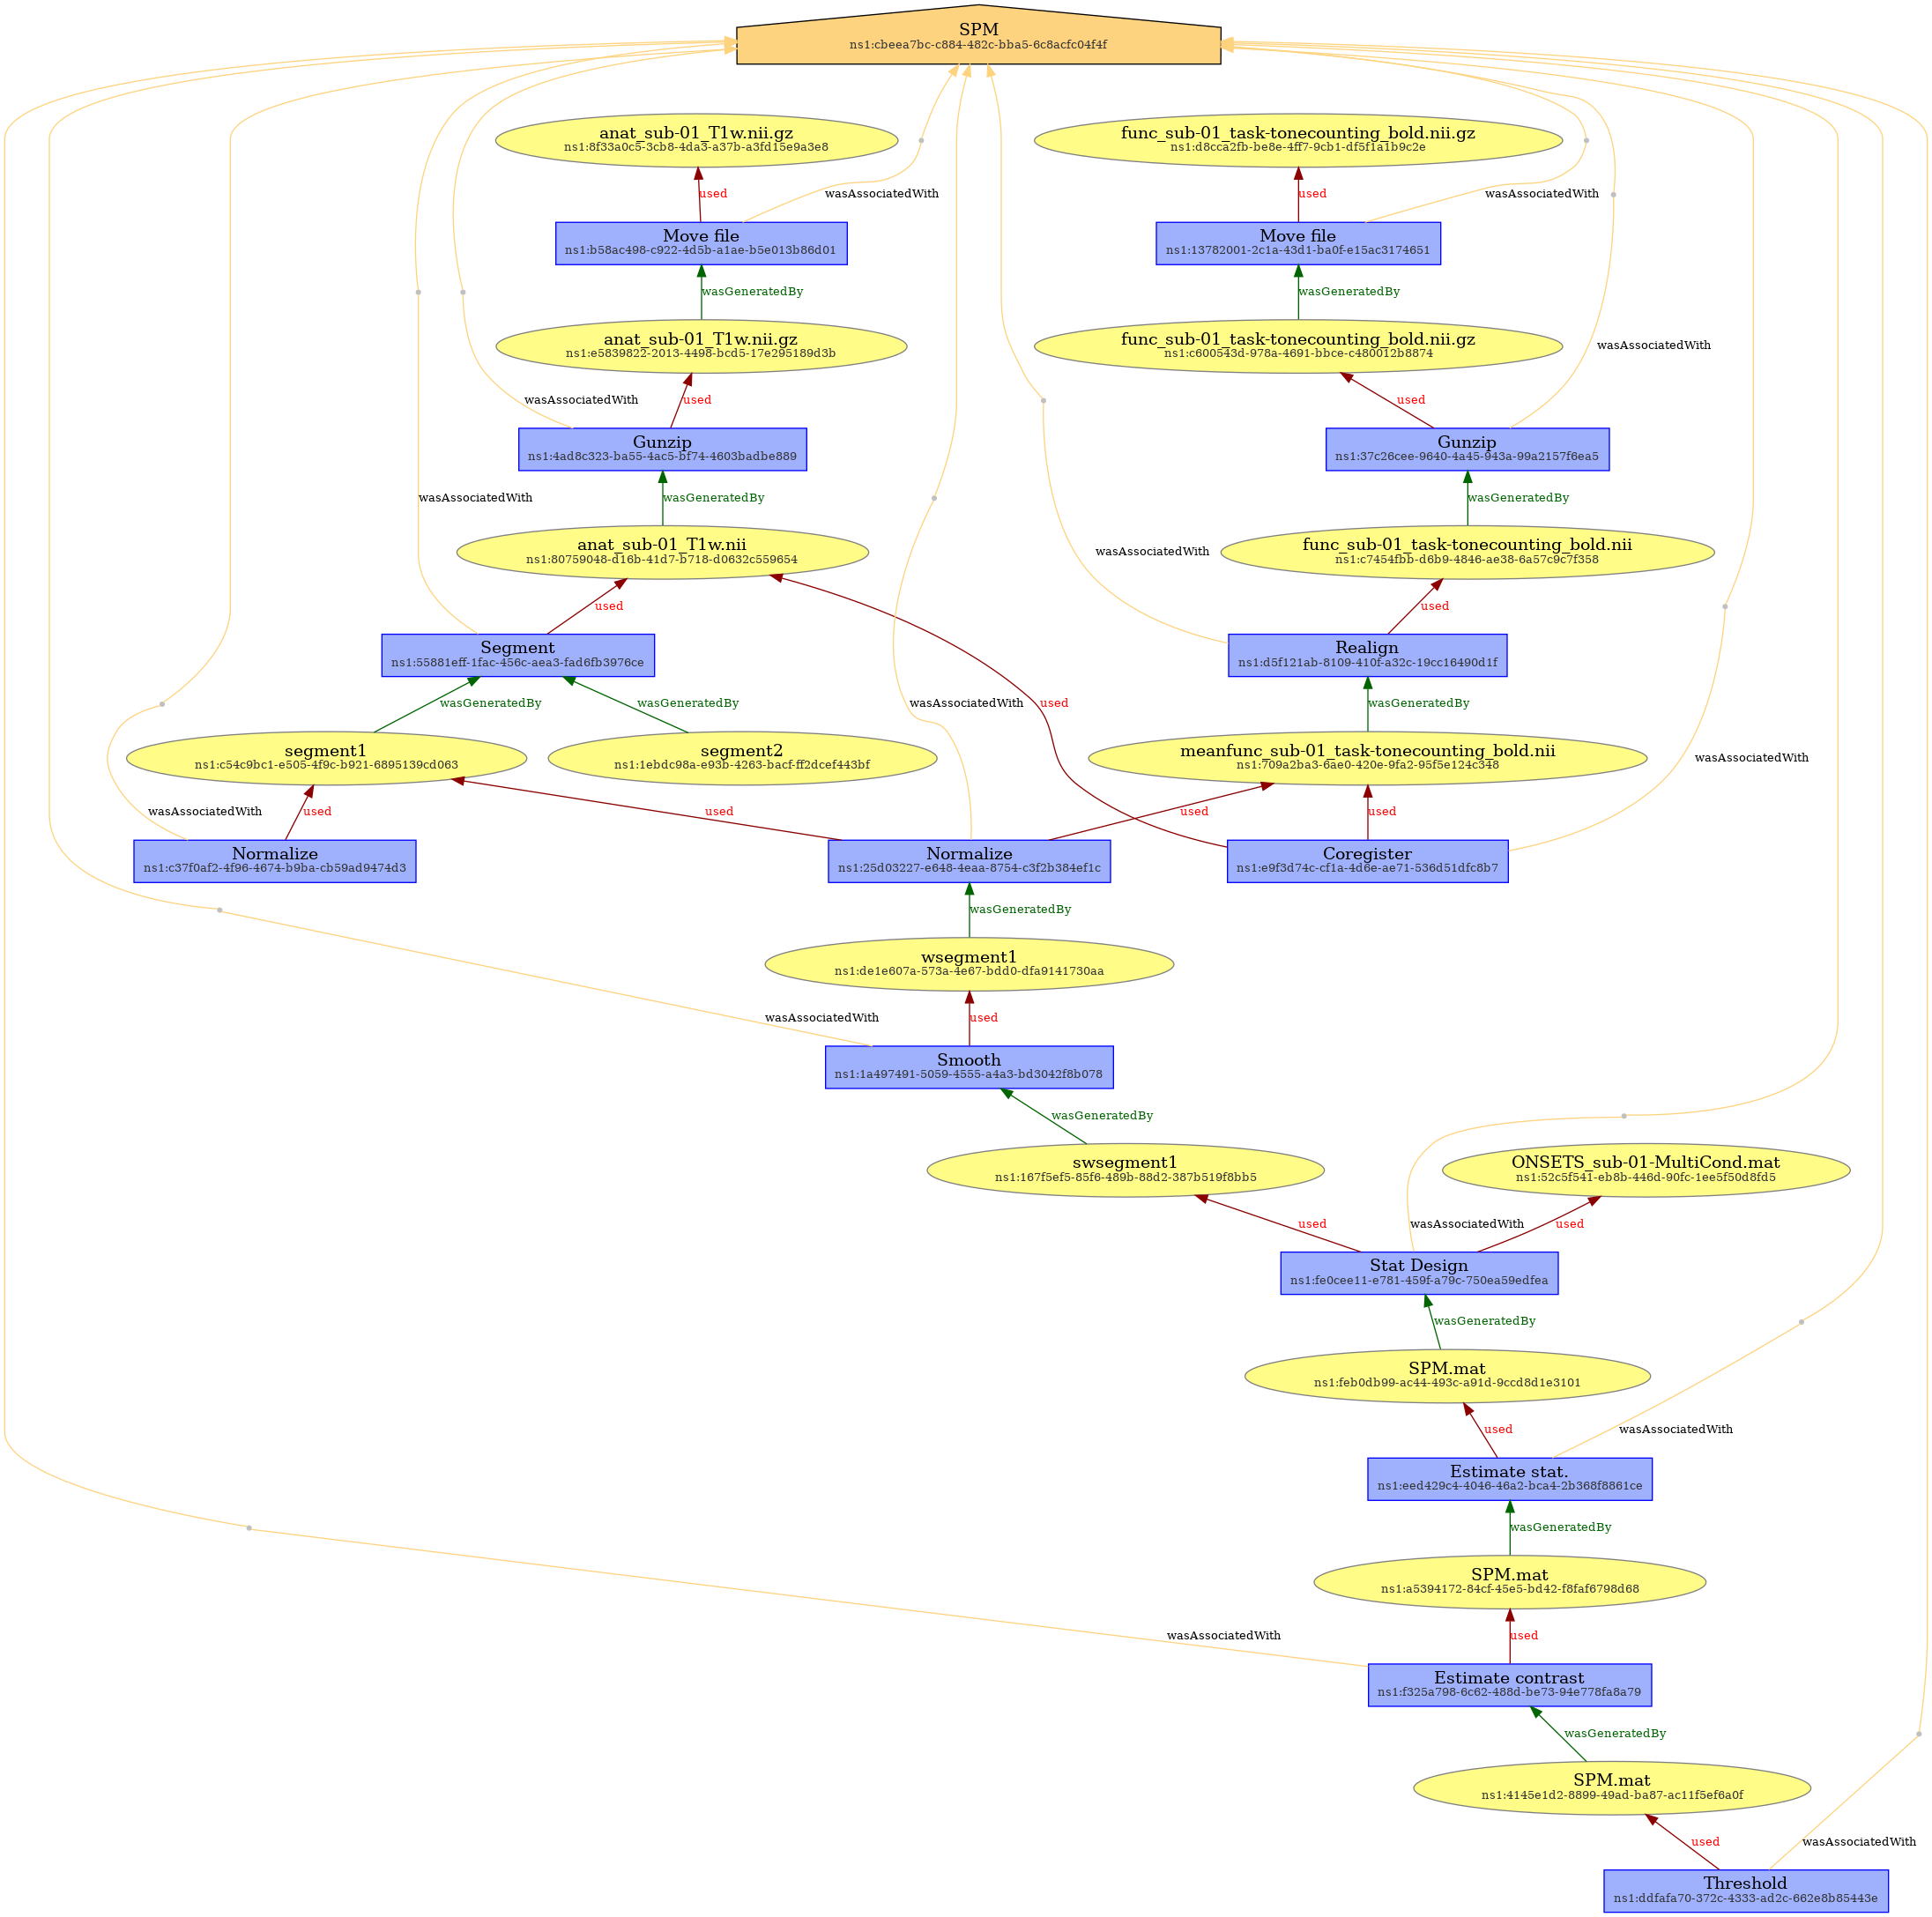 SPM
ns1:cbeea7bc-c884-482c-bba5-6c8acfc04f4f
anat_sub-01_T1w.nii.gz
ns1:8f33a0c5-3cb8-4da3-a37b-a3fd15e9a3e8
func_sub-01_task-tonecounting_bold.nii.gz
ns1:d8cca2fb-be8e-4ff7-9cb1-df5f1a1b9c2e
used
wasAssociatedWith
used
wasAssociatedWith
Move file
ns1:b58ac498-c922-4d5b-a1ae-b5e013b86d01
Move file
ns1:13782001-2c1a-43d1-ba0f-e15ac3174651
wasGeneratedBy
wasGeneratedBy
anat_sub-01_T1w.nii.gz
ns1:e5839822-2013-4498-bcd5-17e295189d3b
func_sub-01_task-tonecounting_bold.nii.gz
ns1:c600543d-978a-4691-bbce-c480012b8874
wasAssociatedWith
wasAssociatedWith
used
used
Gunzip
ns1:4ad8c323-ba55-4ac5-bf74-4603badbe889
Gunzip
ns1:37c26cee-9640-4a45-943a-99a2157f6ea5
wasAssociatedWith
wasGeneratedBy
wasGeneratedBy
anat_sub-01_T1w.nii
ns1:80759048-d16b-41d7-b718-d0632c559654
wasAssociatedWith
func_sub-01_task-tonecounting_bold.nii
ns1:c7454fbb-d6b9-4846-ae38-6a57c9c7f358
used
used
Segment
ns1:55881eff-1fac-456c-aea3-fad6fb3976ce
Realign
ns1:d5f121ab-8109-410f-a32c-19cc16490d1f
wasGeneratedBy
wasGeneratedBy
wasAssociatedWith
used
wasGeneratedBy
segment1
ns1:c54c9bc1-e505-4f9c-b921-6895139cd063
segment2
ns1:1ebdc98a-e93b-4263-bacf-ff2dcef443bf
meanfunc_sub-01_task-tonecounting_bold.nii
ns1:709a2ba3-6ae0-420e-9fa2-95f5e124c348
wasAssociatedWith
wasAssociatedWith
used
used
used
used
Normalize
ns1:c37f0af2-4f96-4674-b9ba-cb59ad9474d3
Normalize
ns1:25d03227-e648-4eaa-8754-c3f2b384ef1c
Coregister
ns1:e9f3d74c-cf1a-4d6e-ae71-536d51dfc8b7
wasGeneratedBy
wsegment1
ns1:de1e607a-573a-4e67-bdd0-dfa9141730aa
wasAssociatedWith
used
Smooth
ns1:1a497491-5059-4555-a4a3-bd3042f8b078
wasGeneratedBy
swsegment1
ns1:167f5ef5-85f6-489b-88d2-387b519f8bb5
ONSETS_sub-01-MultiCond.mat
ns1:52c5f541-eb8b-446d-90fc-1ee5f50d8fd5
used
wasAssociatedWith
used
Stat Design
ns1:fe0cee11-e781-459f-a79c-750ea59edfea
wasGeneratedBy
SPM.mat
ns1:feb0db99-ac44-493c-a91d-9ccd8d1e3101
used
wasAssociatedWith
Estimate stat.
ns1:eed429c4-4046-46a2-bca4-2b368f8861ce
wasGeneratedBy
SPM.mat
ns1:a5394172-84cf-45e5-bd42-f8faf6798d68
wasAssociatedWith
used
Estimate contrast
ns1:f325a798-6c62-488d-be73-94e778fa8a79
wasGeneratedBy
SPM.mat
ns1:4145e1d2-8899-49ad-ba87-ac11f5ef6a0f
used
wasAssociatedWith
Threshold
ns1:ddfafa70-372c-4333-ad2c-662e8b85443e